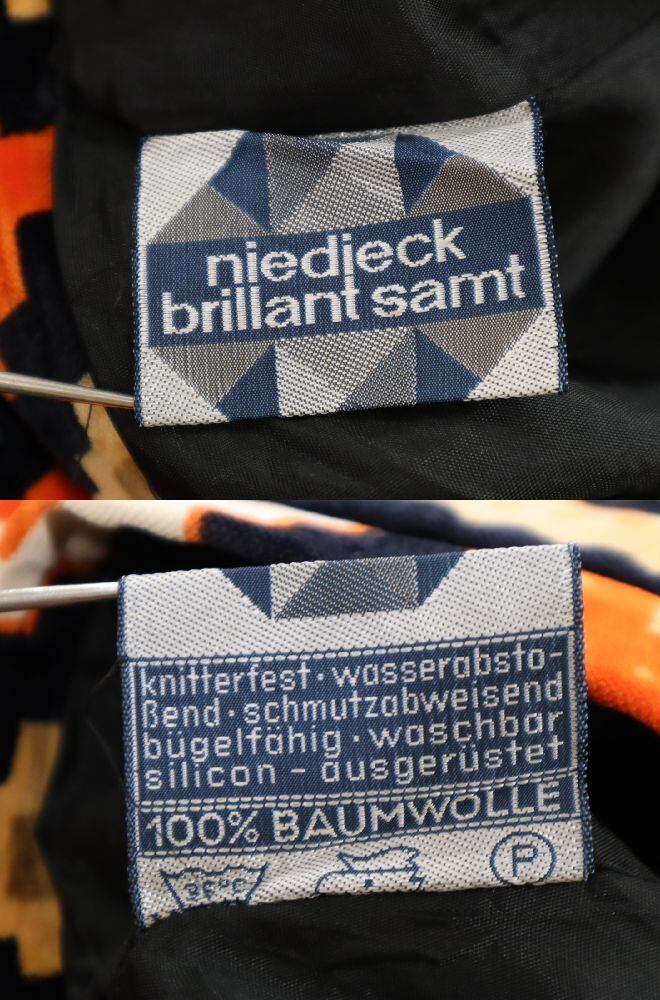 niedieck
brillant samt
knitterfest · wasserabsto-
ßend · schmutzabweisend
bügelfähig · waschbar
silicon - ausgerüstet
100% BAUMWOLLE
P